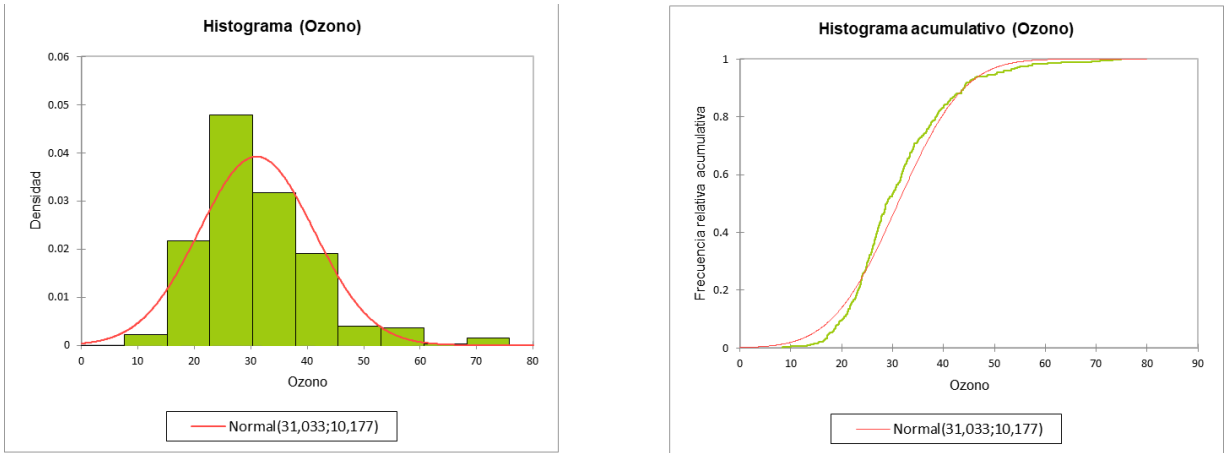 Histograma (Ozono)
0.06
0.05
0.04
0.03
0.02
0.01
0
Densidad
0 10 20 30 40 50 60 70 80
Ozono
Normal(31,033;10,177)
Histograma acumulativo (Ozono)
1
0.8
0.6
0.4
0.2
0
Frecuencia relativa acumulativa
0 10 20 30 40 50 60 70 80 90
Ozono
Normal(31,033;10,177)